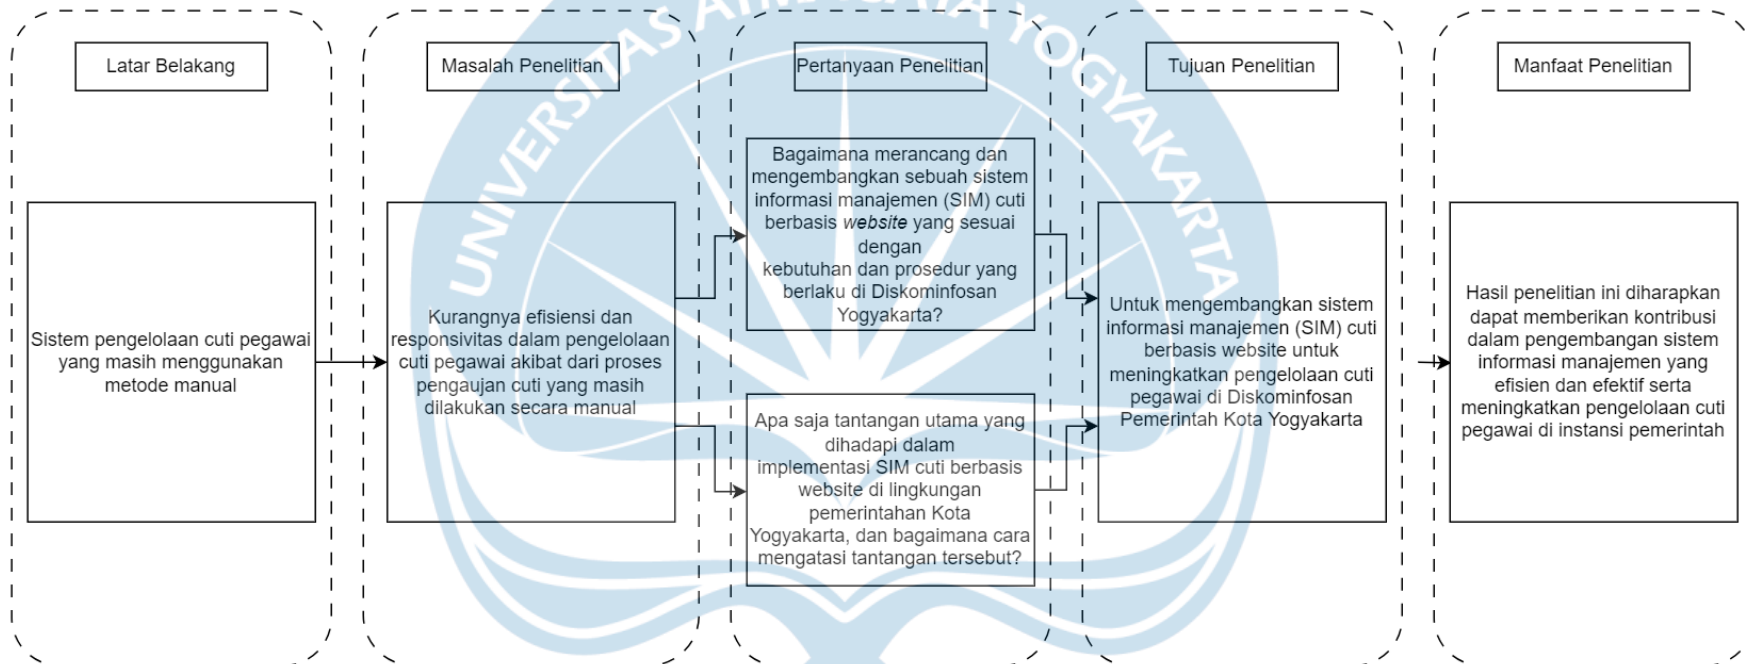 UNIVERSITAS ATMA JAYA YOGYAKARTA
Latar Belakang
Masalah Penelitian
Pertanyaan Penelitian
Tujuan Penelitian
Manfaat Penelitian
Sistem pengelolaan cuti pegawai
yang masih menggunakan
metode manual
Kurangnya efisiensi dan
responsivitas dalam pengelolaan
cuti pegawai akibat dari proses
pengaujan cuti yang masih
dilakukan secara manual
Bagaimana merancang dan
mengembangkan sebuah sistem
informasi manajemen (SIM) cuti
berbasis website yang sesuai
dengan
kebutuhan dan prosedur yang
berlaku di Diskominfosan
Yogyakarta?
Apa saja tantangan utama yang
dihadapi dalam
implementasi SIM cuti berbasis
website di lingkungan
pemerintahan Kota
Yogyakarta, dan bagaimana cara
mengatasi tantangan tersebut?
Untuk mengembangkan sistem
informasi manajemen (SIM) cuti
berbasis website untuk
meningkatkan pengelolaan cuti
pegawai di Diskominfosan
Pemerintah Kota Yogyakarta
Hasil penelitian ini diharapkan
dapat memberikan kontribusi
dalam pengembangan sistem
informasi manajemen yang
efisien dan efektif serta
meningkatkan pengelolaan cuti
pegawai di instansi pemerintah